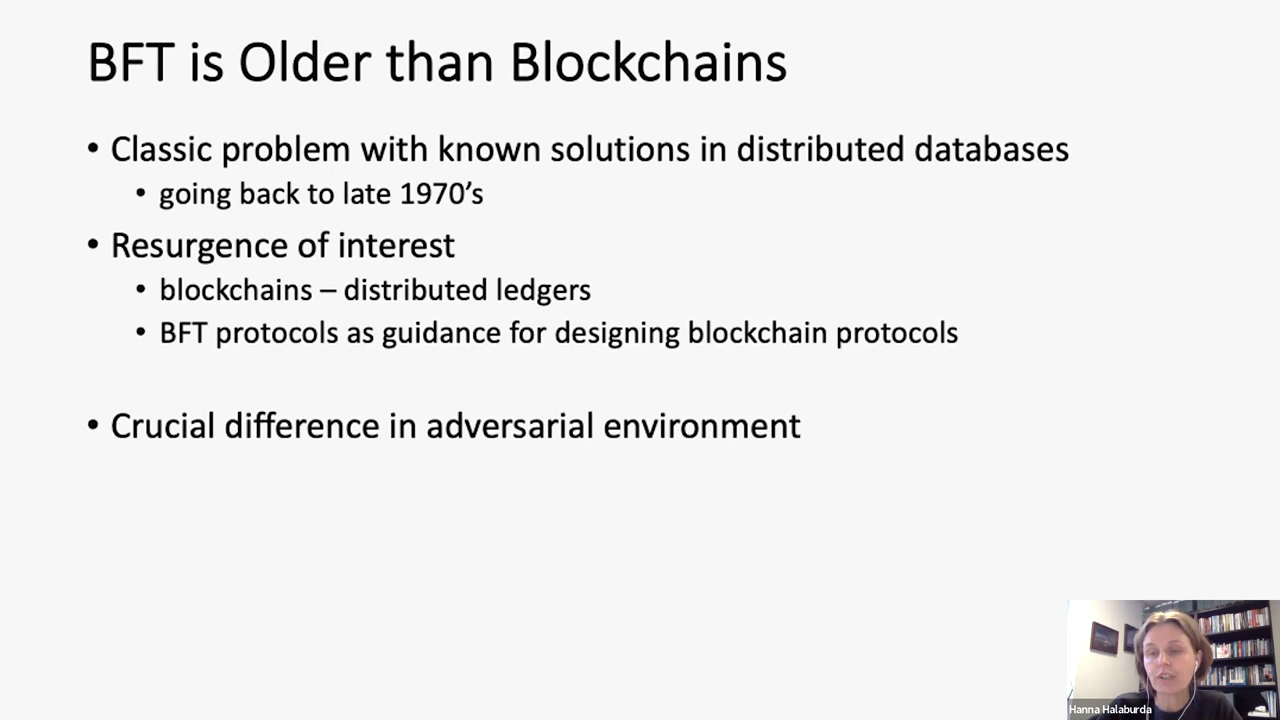 BFT is Older than Blockchains
• Classic problem with known solutions in distributed databases
• going back to late 1970’s
• Resurgence of interest
• blockchains – distributed ledgers
• BFT protocols as guidance for designing blockchain protocols
• Crucial difference in adversarial environment
Hanna Halaburda